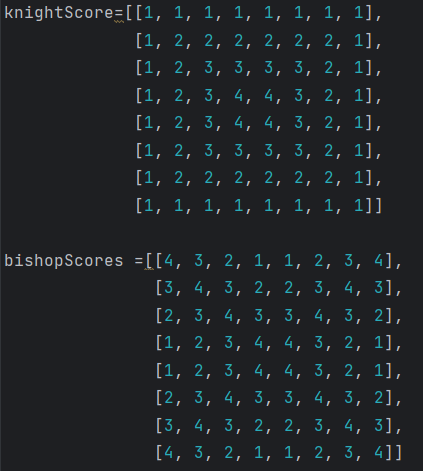 knightScore=[[1, 1, 1, 1, 1, 1, 1, 1],
[1, 2, 2, 2, 2, 2, 2, 1],
[1, 2, 3, 3, 3, 3, 2, 1],
[1, 2, 3, 4, 4, 3, 2, 1],
[1, 2, 3, 4, 4, 3, 2, 1],
[1, 2, 3, 3, 3, 3, 2, 1],
[1, 2, 2, 2, 2, 2, 2, 1],
[1, 1, 1, 1, 1, 1, 1, 1]]
bishopScores =[[4, 3, 2, 1, 1, 2, 3, 4],
[3, 4, 3, 2, 2, 3, 4, 3],
[2, 3, 4, 3, 3, 4, 3, 2],
[1, 2, 3, 4, 4, 3, 2, 1],
[1, 2, 3, 4, 4, 3, 2, 1],
[2, 3, 4, 3, 3, 4, 3, 2],
[3, 4, 3, 2, 2, 3, 4, 3],
[4, 3, 2, 1, 1, 2, 3, 4]]